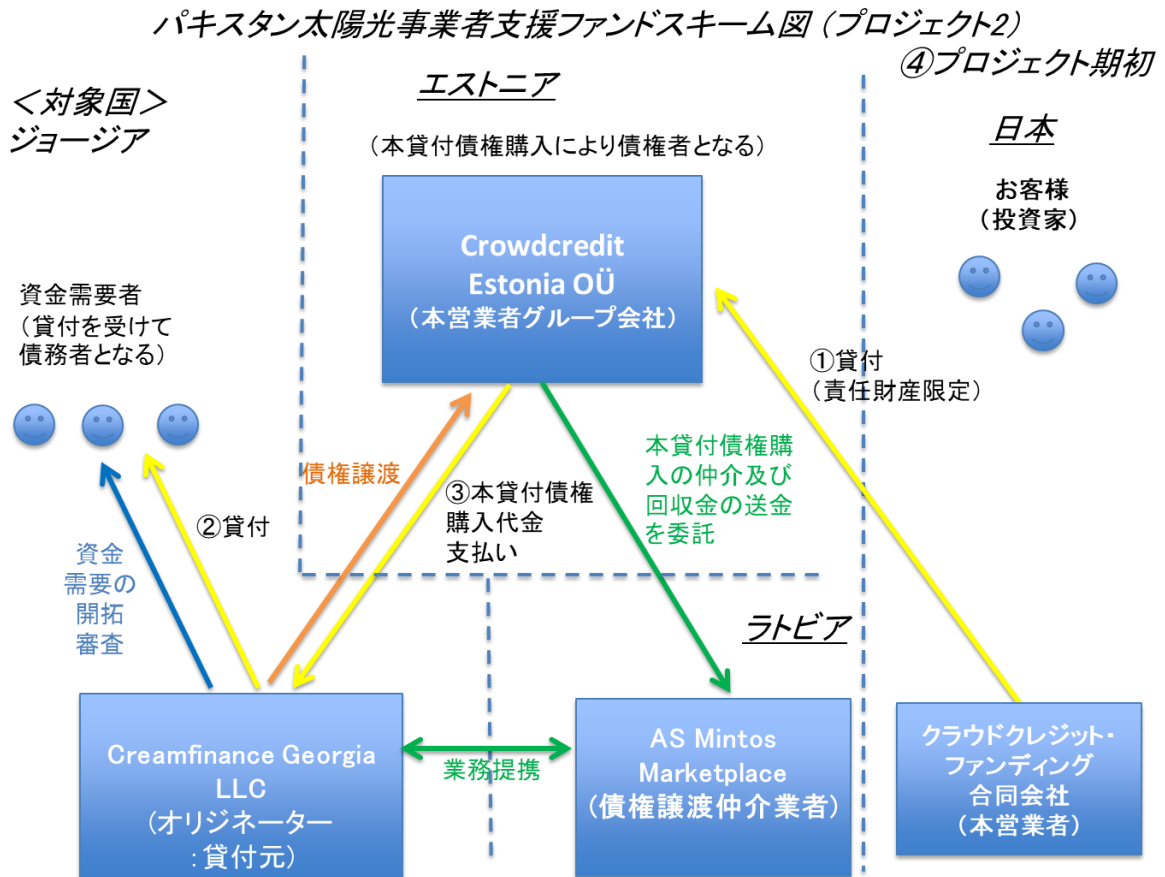 パキスタン太陽光事業者支援ファンドスキーム図（プロジェクト2）
④プロジェクト期初
＜対象国＞
ジョージア
エストニア
日本
（本貸付債権購入により債権者となる）
お客様
（投資家）
Crowdcredit
Estonia OÜ
（本営業者グループ会社）
資金需要者
（貸付を受けて
債務者となる）
①貸付
（責任財産限定）
債権譲渡
③本貸付債権
購入代金
支払い
本貸付債権購
入の仲介及び
回収金の送金
を委託
②貸付
資金
需要の
開拓
審査
ラトビア
Creamfinance Georgia
LLC
（オリジネーター
：貸付元）
業務提携
AS Mintos
Marketplace
（債権譲渡仲介業者）
クラウドクレジット・
ファンディング
合同会社
（本営業者）